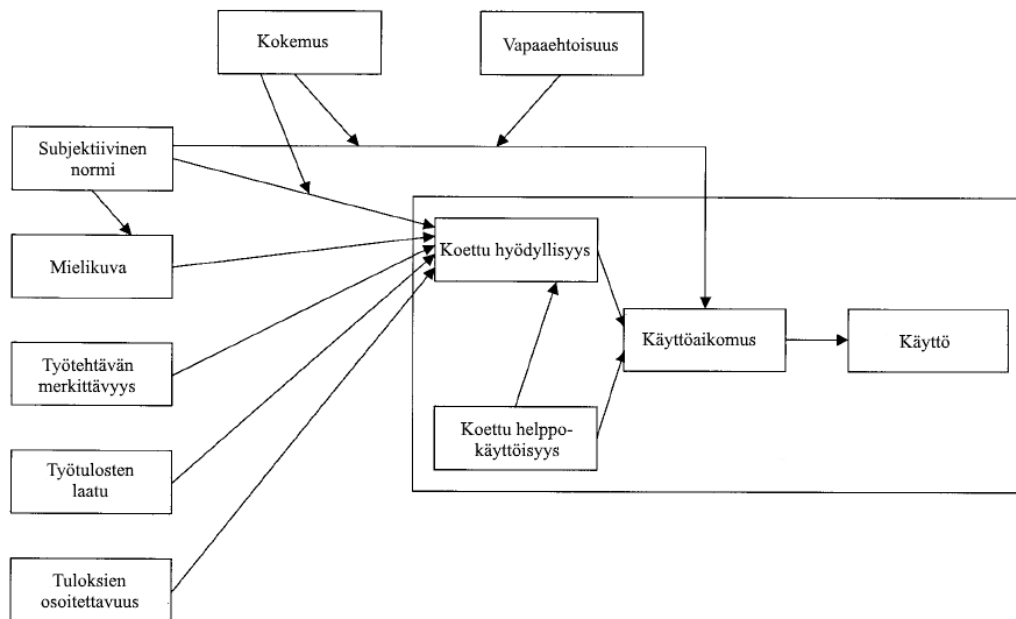 Kokemus
Vapaaehtoisuus
Subjektiivinen
normi
Mielikuva
Koettu hyödyllisyys
Käyttöaikomus
Käyttö
Työtehtävän
merkittävyys
Koettu helppo-
käyttöisyys
Työtulosten
laatu
Tuloksien
osoitettavuus